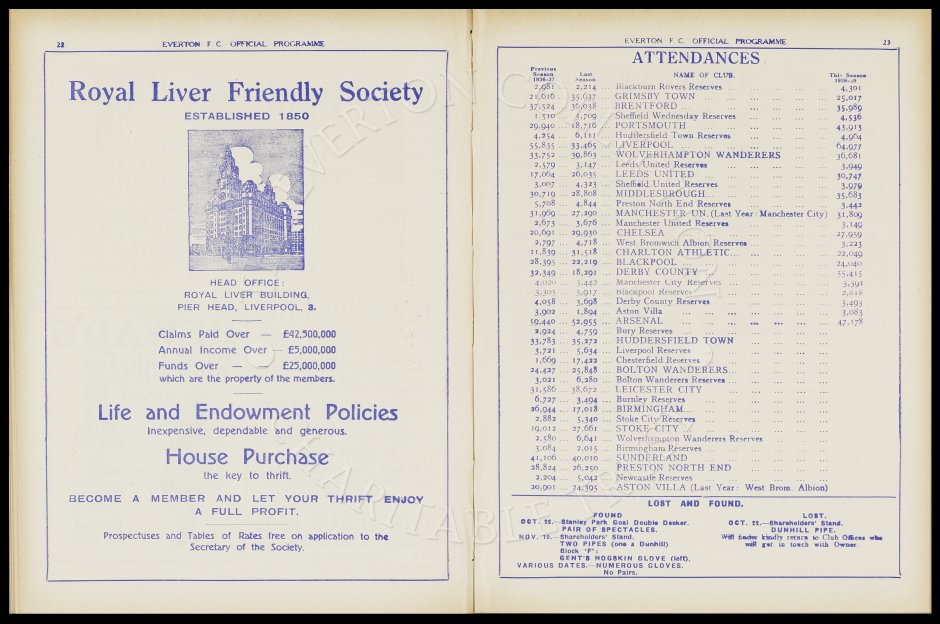 22
EVERTON F. C. OFFICIAL PROGRAMME
Royal Liver Friendly Society
ESTABLISHED 1850
HEAD OFFICE:
ROYAL LIVER BUILDING,
PIER HEAD, LIVERPOOL, 3.
Claims Paid Over — £42,500,000
Annual Income Over — £5,000,000
Funds Over — £25,000,000
which are the property of the members.
Life and Endowment Policies
Inexpensive, dependable and generous.
House Purchase
the key to thrift.
BECOME A MEMBER AND LET YOUR THRIFT ENJOY
A FULL PROFIT.
Prospectuses and Tables of Rates free on application to the
Secretary of the Society.
EVERTON F. C. OFFICIAL PROGRAMME 23
ATTENDANCES
Previous Season 1936-37 Last Season NAME OF CLUB. This Season 1938-39
2,981 ... 2,214 ... Blackburn Rovers Reserves ... 4,301
21,616 ... 35,637 ... GRIMSBY TOWN ... 25,017
37,524 ... 36,038 ... BRENTFORD ... 35,989
1,510 ... 5,709 ... Sheffield Wednesday Reserves ... 4,536
29,940 ... 18,716 ... PORTSMOUTH ... 43,913
4,254 ... 6,111 ... Huddersfield Town Reserves ... 4,964
55,835 ... 33,465 ... LIVERPOOL ... 64,977
33,752 ... 39,863 ... WOLVERHAMPTON WANDERERS ... 36,681
2,579 ... 3,147 ... Leeds United Reserves ... 3,949
17,064 ... 26,035 ... LEEDS UNITED ... 30,747
3,007 ... 4,323 ... Sheffield United Reserves ... 3,979
30,719 ... 28,808 ... MIDDLESBROUGH... 35,683
5,708 ... 4,844 ... Preston North End Reserves ... 3,442
31,969 ... 27,290 ... MANCHESTER UN. (Last Year: Manchester City) 31,809
2,673 ... 3,676 ... Manchester United Reserves ... 3,149
20,691 ... 29,930 ... CHELSEA ... 27,959
2,797 ... 4,718 ... West Bromwich Albion Reserves ... 3,223
11,839 ... 31,518 ... CHARLTON ATHLETIC... 22,049
28,395 ... 22,219 ... BLACKPOOL ... 24,040
32,349 ... 18,291 ... DERBY COUNTY ... 55,415
4,020 ... 3,442 ... Manchester City Reserves ... 3,391
3,305 ... 3,917 ... Blackpool Reserves ...
4,058 ... 3,698 ... Derby County Reserves ... 3,493
3,902 ... 1,894 ... Aston Villa ... 3,083
59,440 ... 52,955 ... ARSENAL ... 47,178
2,924 ... 4,759 ... Bury Reserves ...
33,783 ... 35,272 ... HUDDERSFIELD TOWN
3,721 ... 5,634 ... Liverpool Reserves
1,669 ... 17,422 ... Chesterfield Reserves
24,427 ... 25,848 ... BOLTON WANDERERS...
3,021 ... 6,280 ... Bolton Wanderers Reserves ...
31,586 ... 38,672 ... LEICESTER CITY
6,727 ... 3,494 ... Burnley Reserves
26,944 ... 17,018 ... BIRMINGHAM...
2,882 ... 5,340 ... Stoke City Reserves
19,012 ... 27,661 ... STOKE CITY
2,580 ... 6,641 ... Wolverhampton Wanderers Reserves
3,084 ... 2,015 ... Birmingham Reserves
41,106 ... 40,010 ... SUNDERLAND
28,824 ... 26,250 ... PRESTON NORTH END
2,204 ... 5,042 ... Newcastle Reserves
20,901 ... 24,395 ... ASTON VILLA (Last Year: West Brom. Albion)
LOST AND FOUND.
FOUND
OCT. 22.—Stanley Park Goal Double Decker.
PAIR OF SPECTACLES.
NOV. 19.—Shareholders' Stand.
TWO PIPES (one a Dunhill)
Block 'F':
GENT'S HOGSKIN GLOVE (left).
VARIOUS DATES.—NUMEROUS GLOVES.
No Pairs.
LOST.
OCT. 22.—Shareholders' Stand.
DUNHILL PIPE.
Will finder kindly return to Club Offices who
will get in touch with Owner.